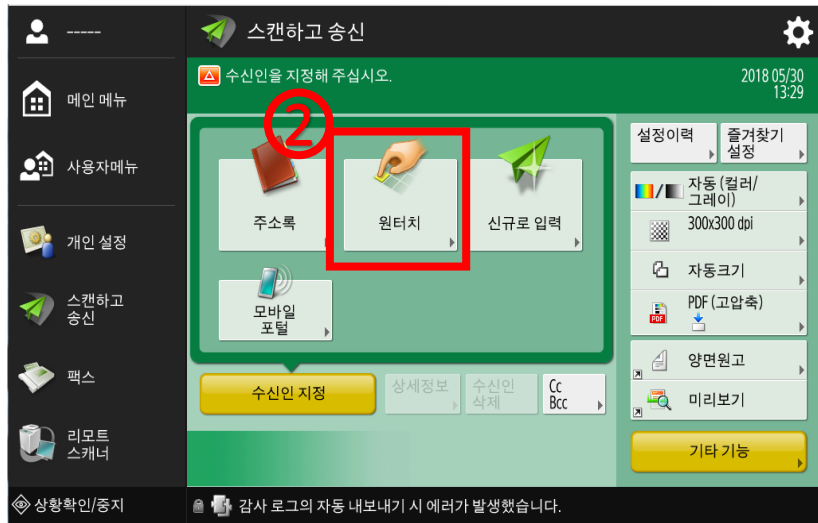 -----
스캔하고 송신
수신인을 지정해 주십시오.
2018 05/30
13:29
메인 메뉴
사용자메뉴
개인 설정
스캔하고
송신
팩스
리모트
스캐너
②
주소록
원터치
신규로 입력
모바일
포털
수신인 지정
상세정보
수신인
삭제
Cc
Bcc
설정이력
즐겨찾기
설정
자동 (컬러/
그레이)
300x300 dpi
자동크기
PDF (고압축)
PDF
양면원고
미리보기
기타 기능
상황확인/중지
감사 로그의 자동 내보내기 시 에러가 발생했습니다.